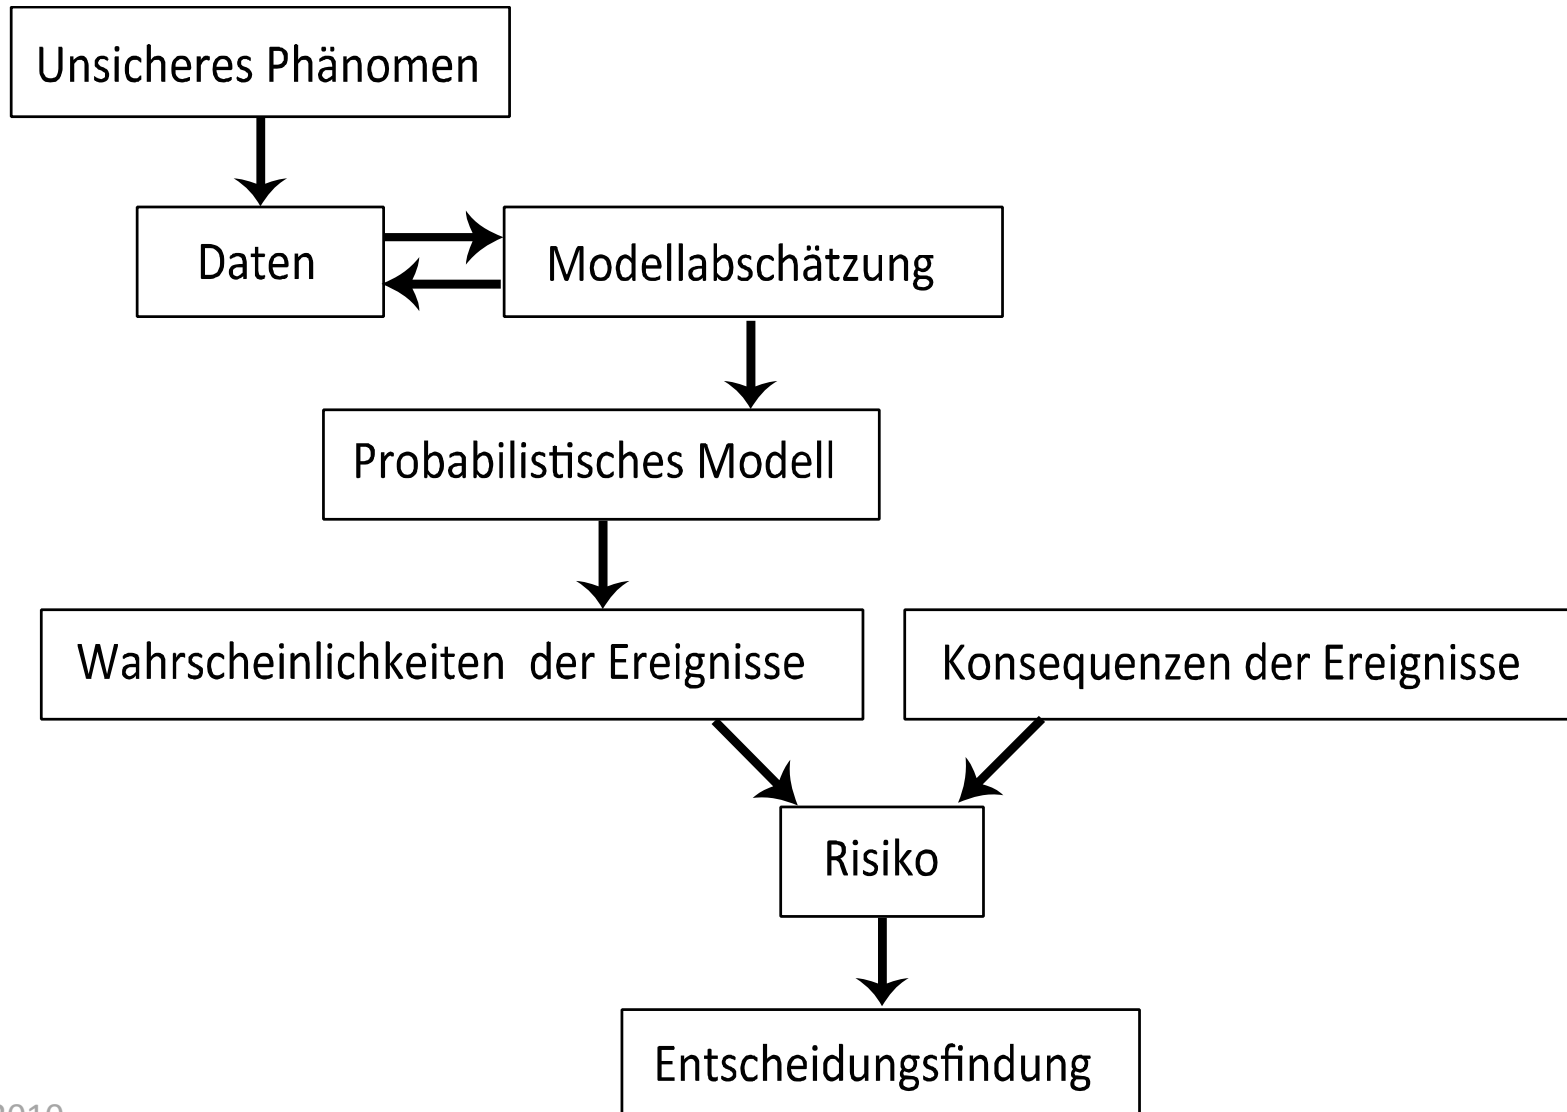 Unsicheres Phänomen
Daten
Modellabschätzung
Probabilistisches Modell
Wahrscheinlichkeiten der Ereignisse
Konsequenzen der Ereignisse
Risiko
Entscheidungsfindung